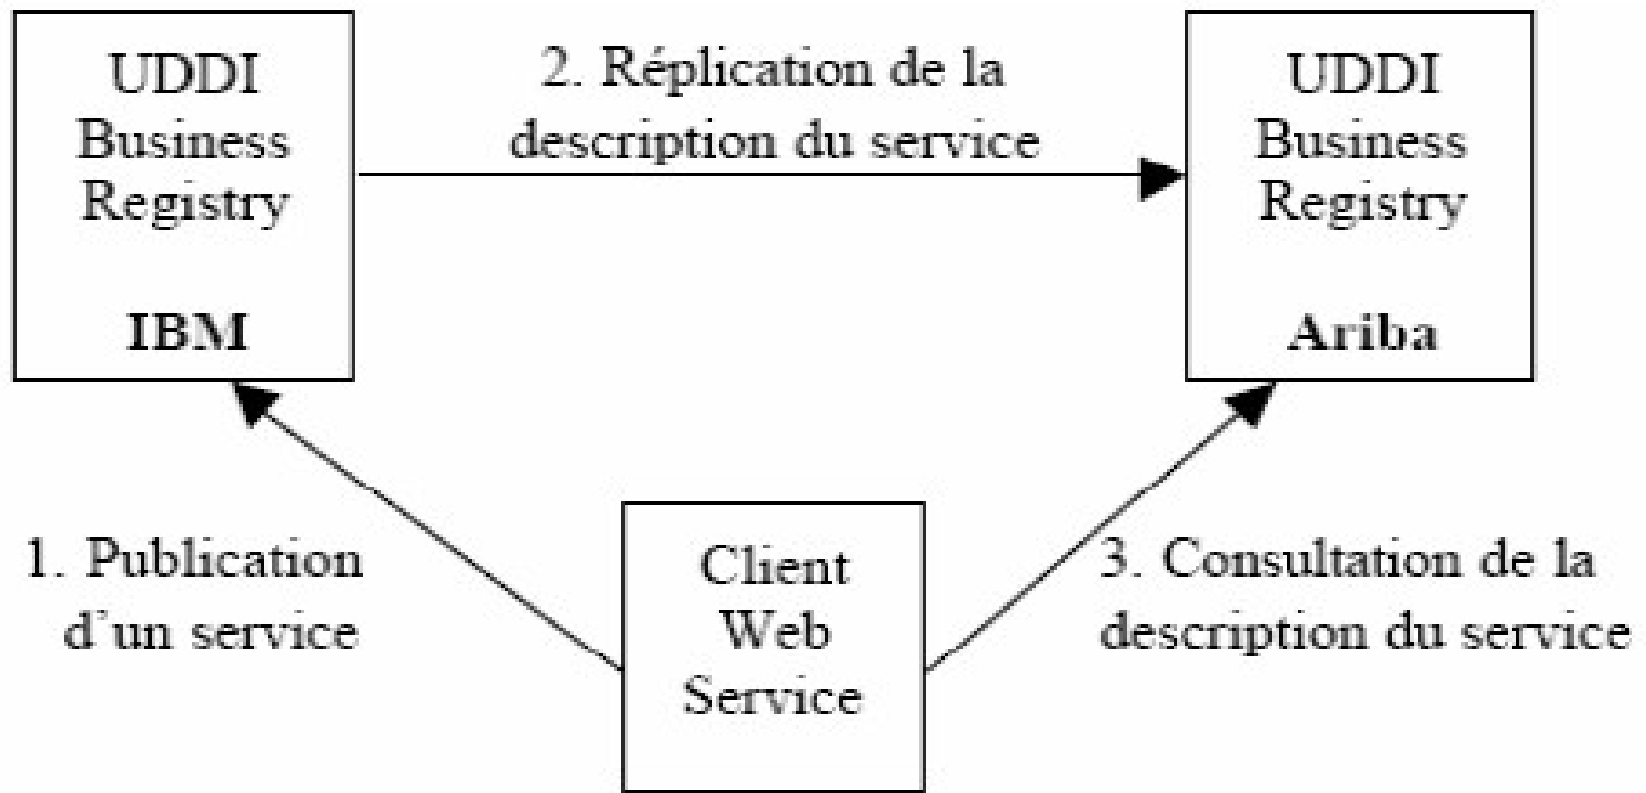 UDDI
Business
Registry
IBM
2. Réplication de la
description du service
UDDI
Business
Registry
Ariba
1. Publication
d'un service
Client
Web
Service
3. Consultation de la
description du service